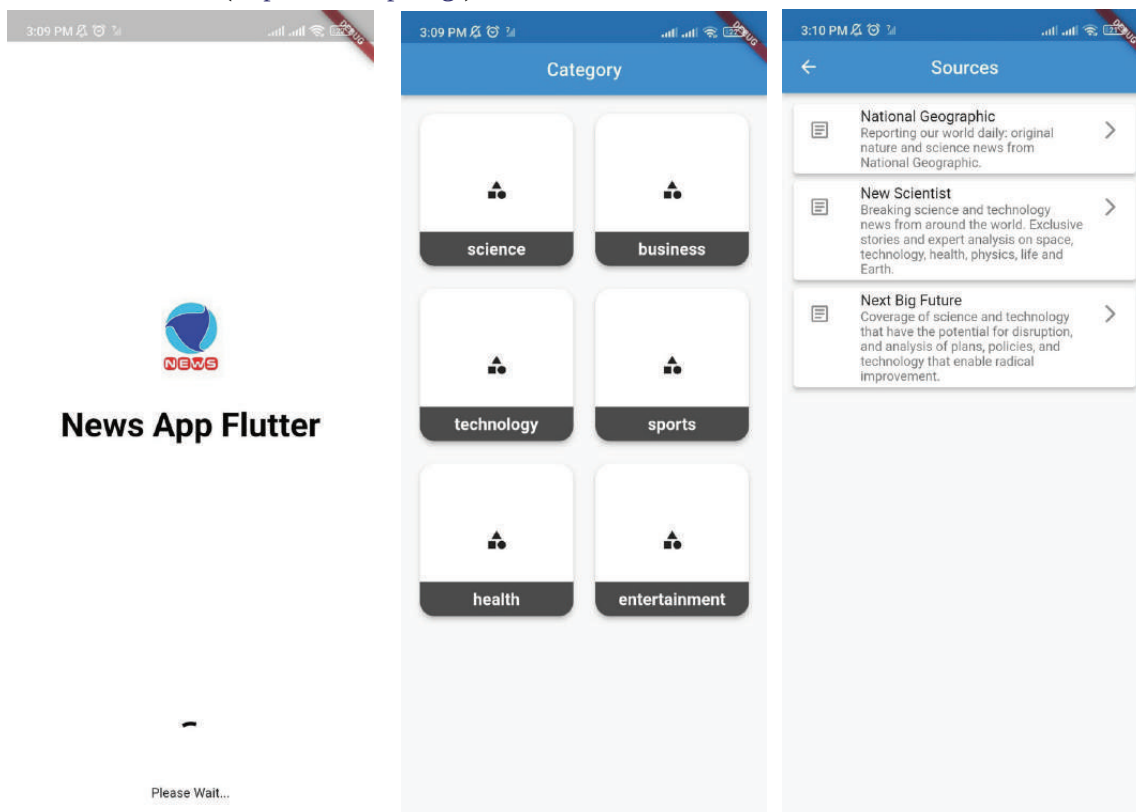 3:09 PM
DEBUG
NEWS
News App Flutter
Please Wait...
3:09 PM
DEBUG
Category
science
business
technology
sports
health
entertainment
3:10 PM
DEBUG
Sources
National Geographic
Reporting our world daily: original
nature and science news from
National Geographic.
New Scientist
Breaking science and technology
news from around the world. Exclusive
stories and expert analysis on space,
technology, health, physics, life and
Earth.
Next Big Future
Coverage of science and technology
that have the potential for disruption,
and analysis of plans, policies, and
technology that enable radical
improvement.